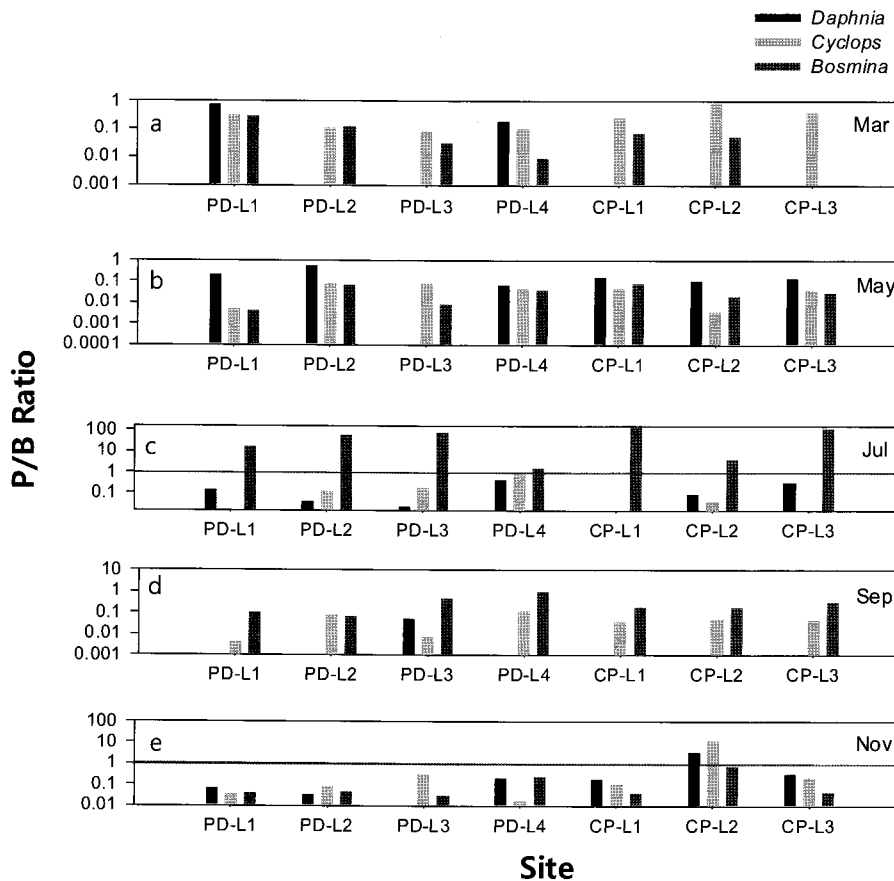 Daphnia
Cyclops
Bosmina
P/B Ratio
1
0.1
0.01
0.001
a
Mar
PD-L1 PD-L2 PD-L3 PD-L4 CP-L1 CP-L2 CP-L3
1
0.1
0.01
0.001
0.0001
b
May
PD-L1 PD-L2 PD-L3 PD-L4 CP-L1 CP-L2 CP-L3
100
10
1
0.1
c
Jul
PD-L1 PD-L2 PD-L3 PD-L4 CP-L1 CP-L2 CP-L3
10
1
0.1
0.01
0.001
d
Sep
PD-L1 PD-L2 PD-L3 PD-L4 CP-L1 CP-L2 CP-L3
100
10
1
0.1
0.01
e
Nov
PD-L1 PD-L2 PD-L3 PD-L4 CP-L1 CP-L2 CP-L3
Site